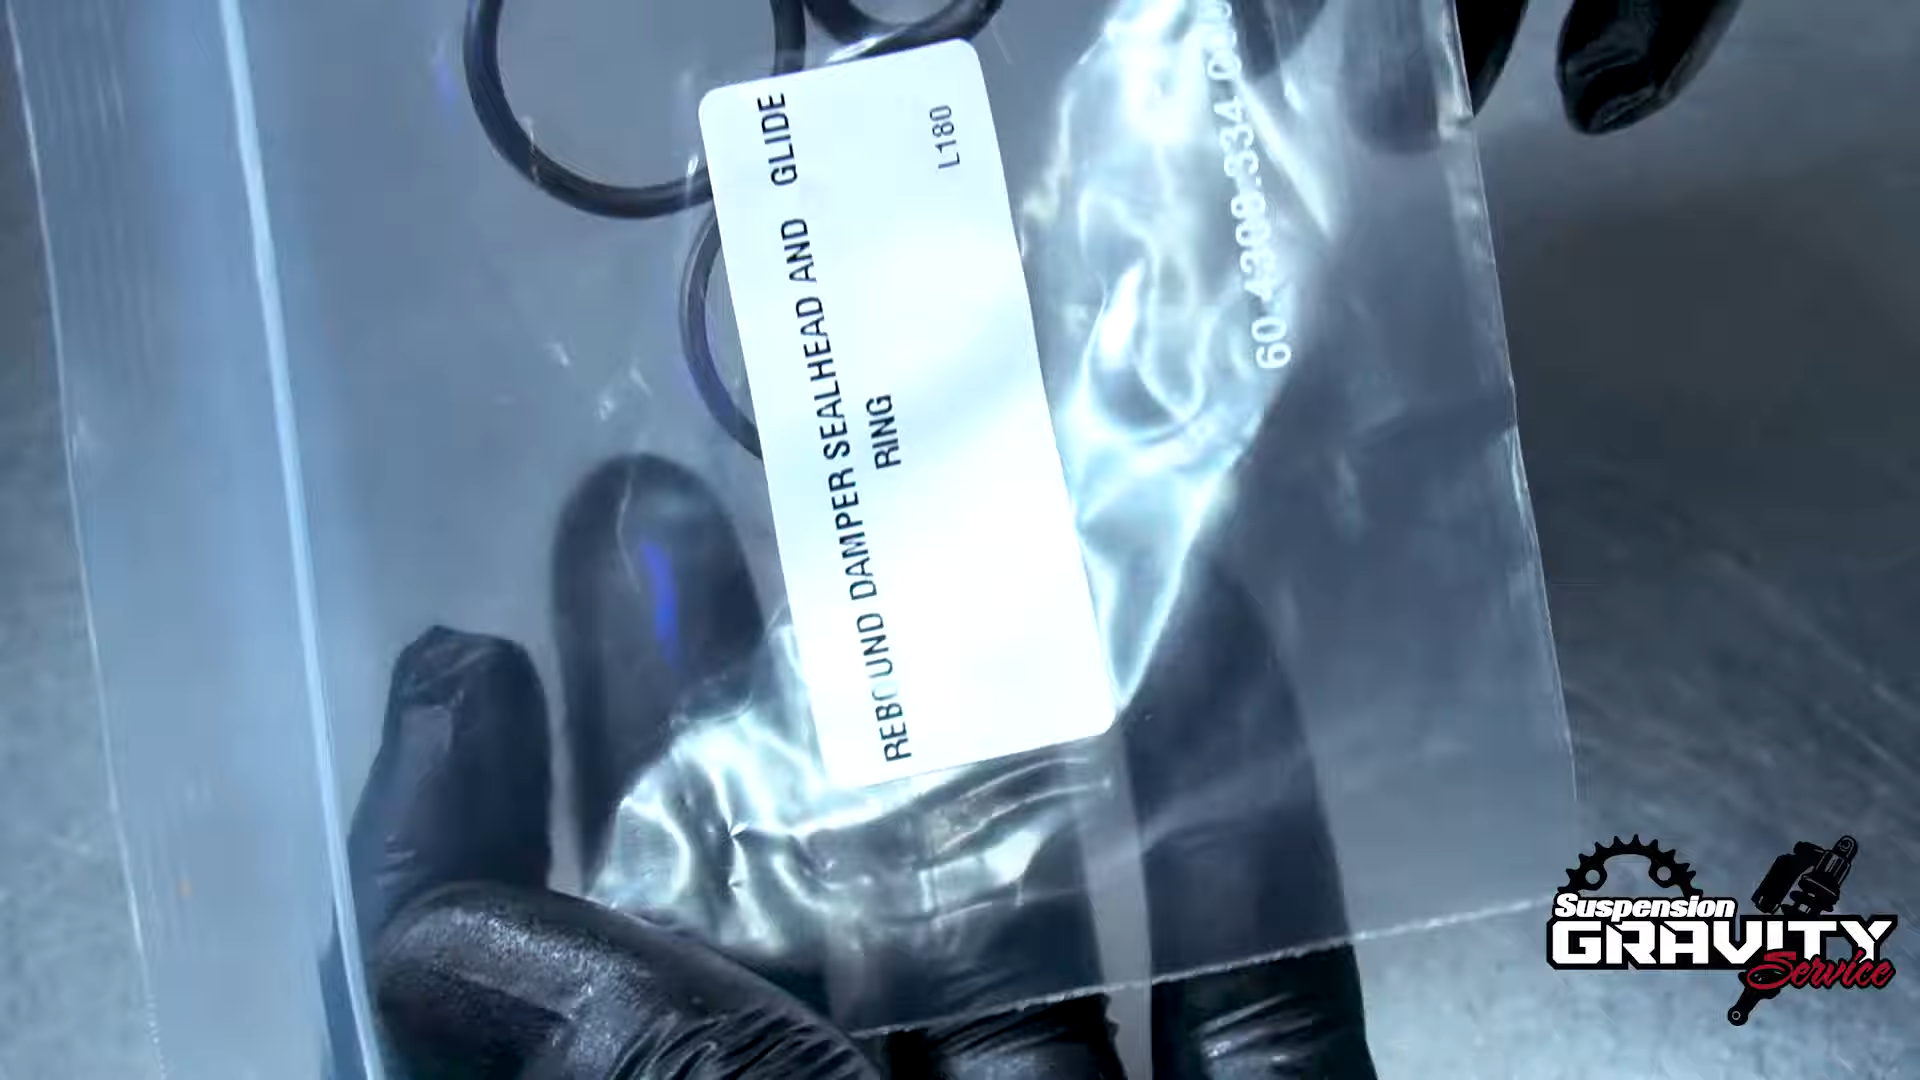 REBOUND DAMPER SEALHEAD AND GLIDE
RING
L180
Suspension
GRAVITY
Service